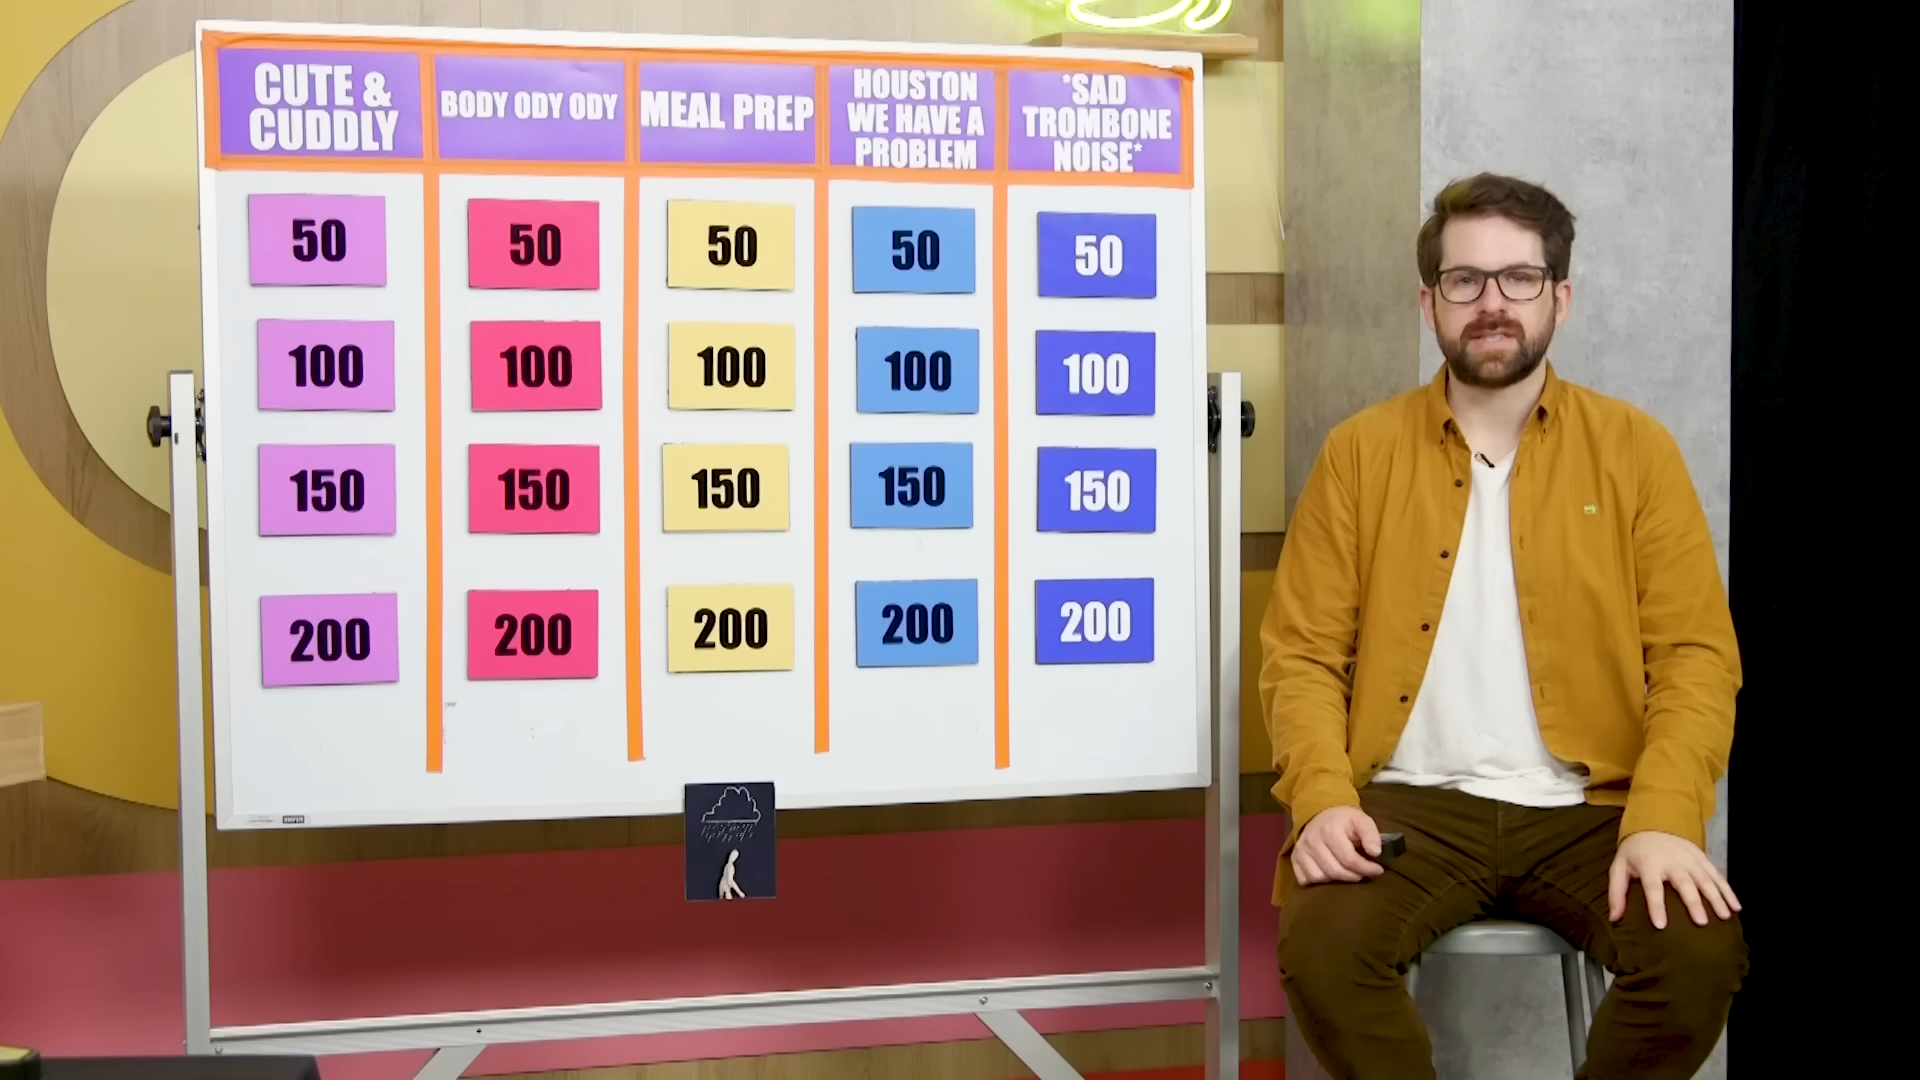 CUTE &
CUDDLY
BODY ODY ODY
MEAL PREP
HOUSTON
WE HAVE A
PROBLEM
*SAD
TROMBONE
NOISE*
50 50 50 50 50
100 100 100 100 100
150 150 150 150 150
200 200 200 200 200